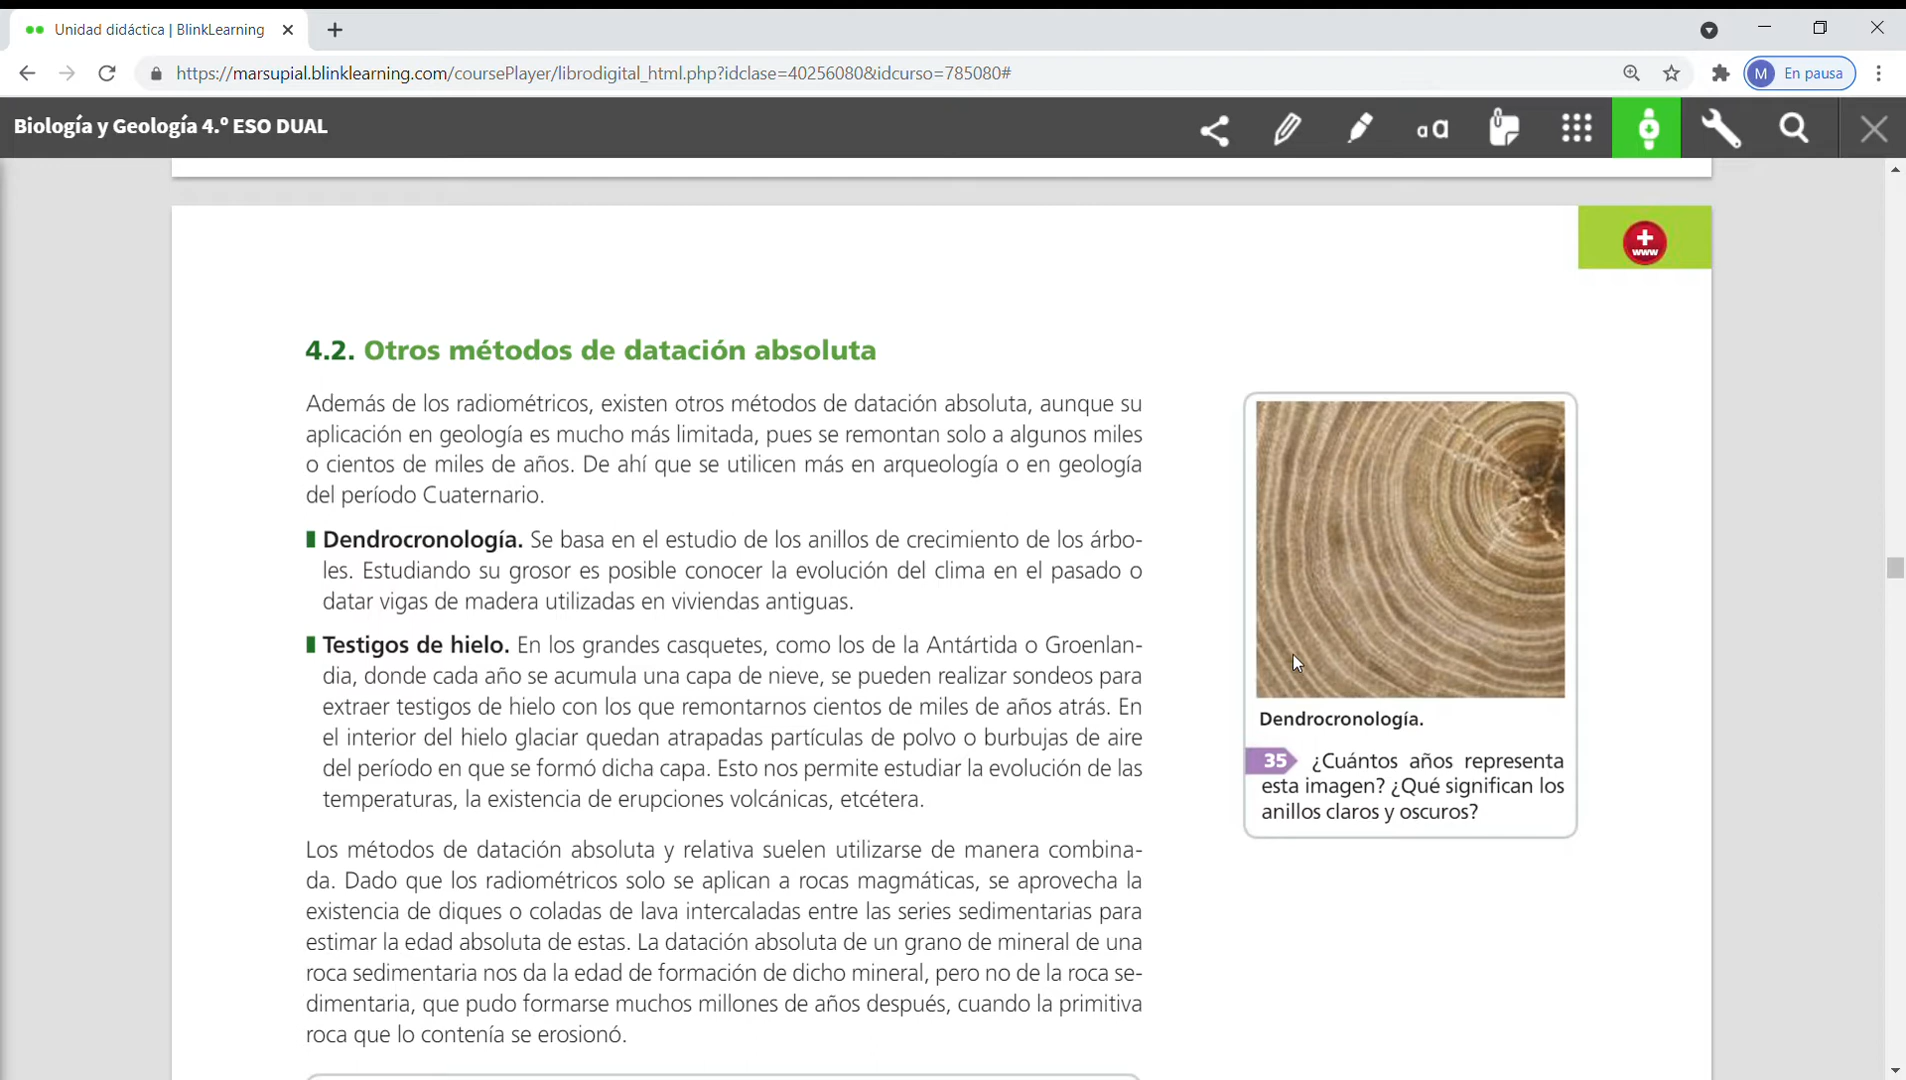 Unidad didáctica | BlinkLearning
https://marsupial.blinklearning.com/coursePlayer/librodigital_html.php?idclase=40256080&idcurso=785080#
M
En pausa
Biología y Geología 4.º ESO DUAL
a a
+
www
4.2. Otros métodos de datación absoluta
Además de los radiométricos, existen otros métodos de datación absoluta, aunque su
aplicación en geología es mucho más limitada, pues se remontan solo a algunos miles
o cientos de miles de años. De ahí que se utilicen más en arqueología o en geología
del período Cuaternario.
Dendrocronología. Se basa en el estudio de los anillos de crecimiento de los árbo-
les. Estudiando su grosor es posible conocer la evolución del clima en el pasado o
datar vigas de madera utilizadas en viviendas antiguas.
Testigos de hielo. En los grandes casquetes, como los de la Antártida o Groenlan-
dia, donde cada año se acumula una capa de nieve, se pueden realizar sondeos para
extraer testigos de hielo con los que remontarnos cientos de miles de años atrás. En
el interior del hielo glaciar quedan atrapadas partículas de polvo o burbujas de aire
del período en que se formó dicha capa. Esto nos permite estudiar la evolución de las
temperaturas, la existencia de erupciones volcánicas, etcétera.
Los métodos de datación absoluta y relativa suelen utilizarse de manera combina-
da. Dado que los radiométricos solo se aplican a rocas magmáticas, se aprovecha la
existencia de diques o coladas de lava intercaladas entre las series sedimentarias para
estimar la edad absoluta de estas. La datación absoluta de un grano de mineral de una
roca sedimentaria nos da la edad de formación de dicho mineral, pero no de la roca se-
dimentaria, que pudo formarse muchos millones de años después, cuando la primitiva
roca que lo contenía se erosionó.
Dendrocronología.
35 ¿Cuántos años representa
esta imagen? ¿Qué significan los
anillos claros y oscuros?